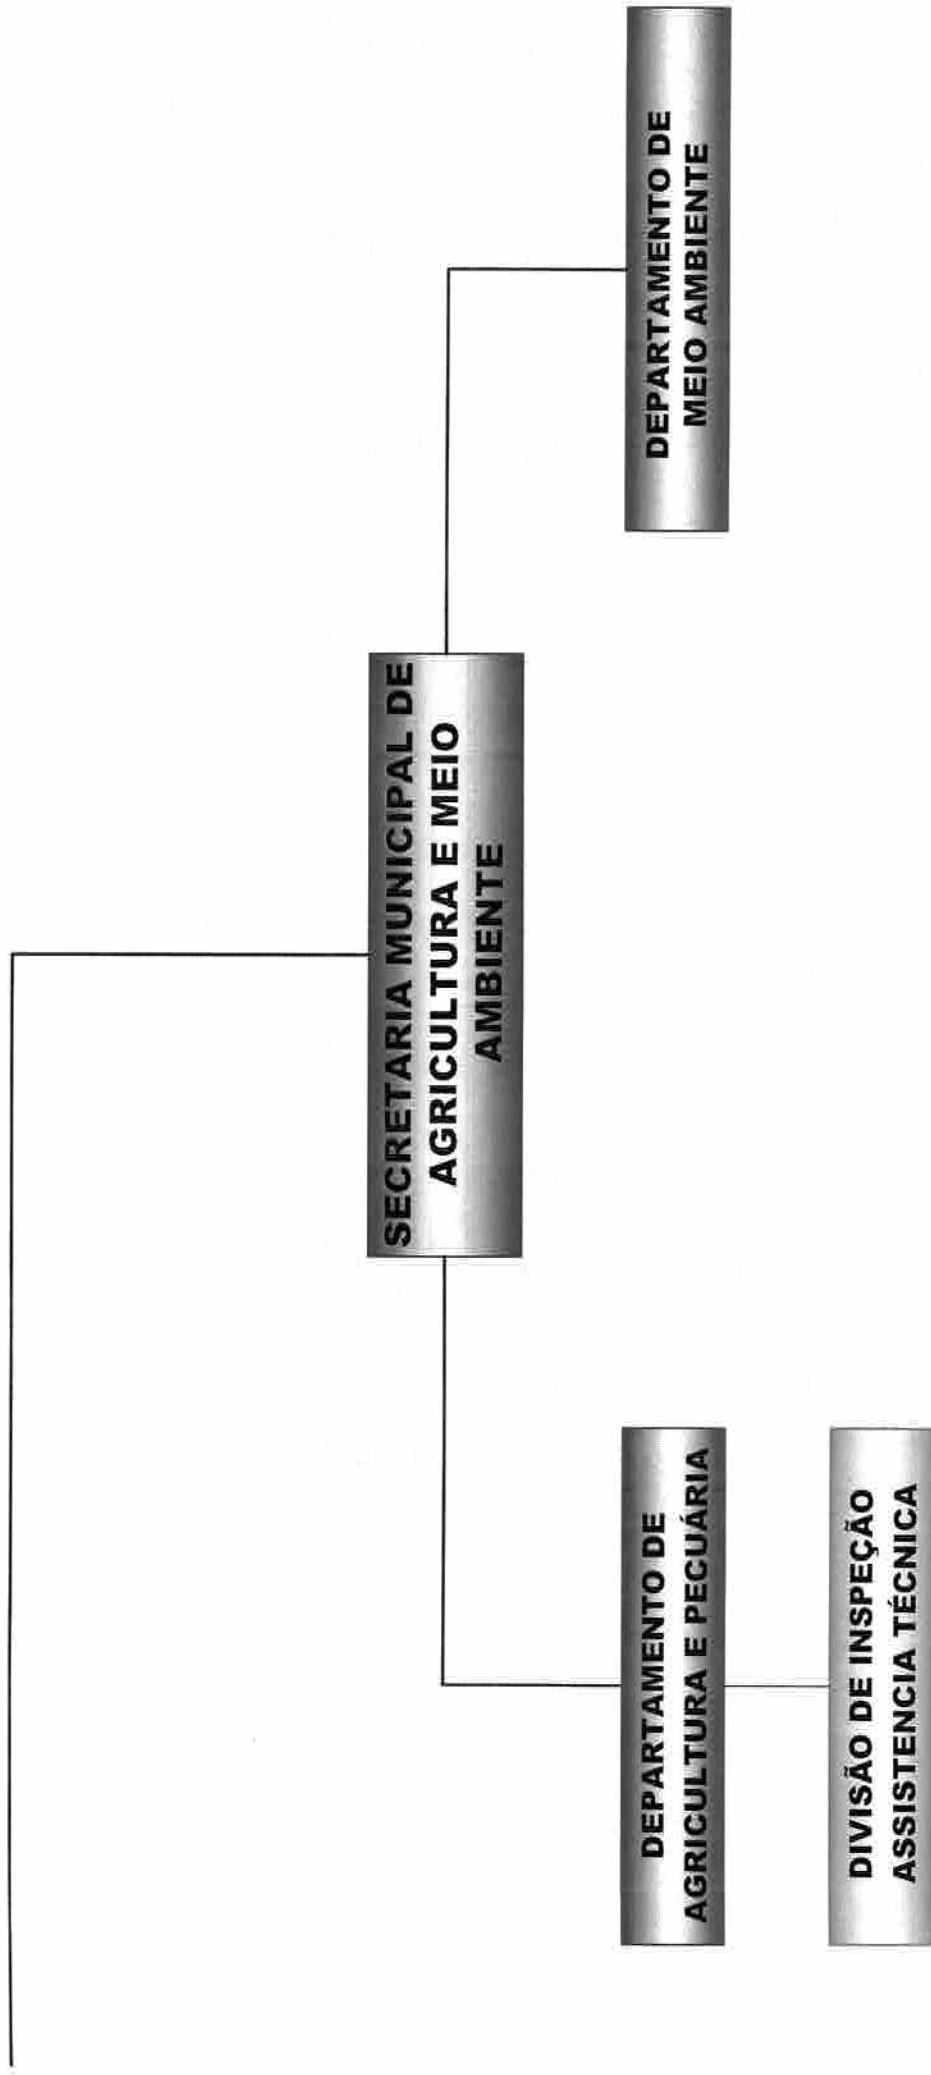 SECRETARIA MUNICIPAL DE
AGRICULTURA E MEIO
AMBIENTE
DEPARTAMENTO DE
AGRICULTURA E PECUÁRIA
DIVISÃO DE INSPEÇÃO
ASSISTENCIA TÉCNICA
DEPARTAMENTO DE
MEIO AMBIENTE